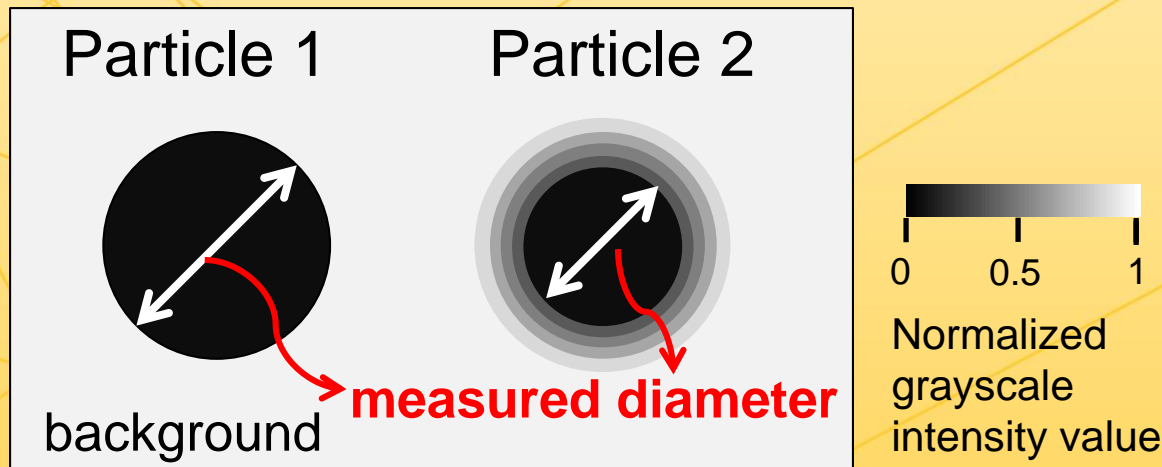 Particle 1
Particle 2
measured diameter
background
0 0.5 1
Normalized
grayscale
intensity value